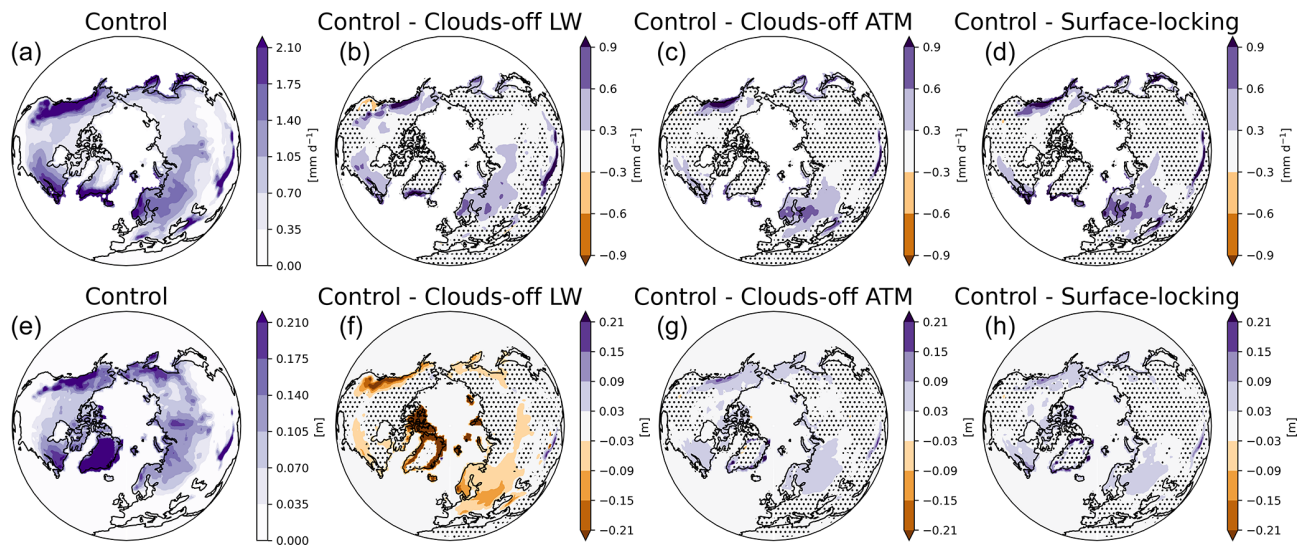 Control
Control - Clouds-off LW
Control - Clouds-off ATM
Control - Surface-locking
(a)
(b)
(c)
(d)
2.10
1.75
1.40
1.05
0.70
0.35
0.00
[mm d⁻¹]
0.9
0.6
0.3
−0.3
−0.6
−0.9
[mm d⁻¹]
0.9
0.6
0.3
−0.3
−0.6
−0.9
[mm d⁻¹]
0.9
0.6
0.3
−0.3
−0.6
−0.9
[mm d⁻¹]
Control
Control - Clouds-off LW
Control - Clouds-off ATM
Control - Surface-locking
(e)
(f)
(g)
(h)
0.210
0.175
0.140
0.105
0.070
0.035
0.000
[m]
0.21
0.15
0.09
0.03
−0.03
−0.09
−0.15
−0.21
[m]
0.21
0.15
0.09
0.03
−0.03
−0.09
−0.15
−0.21
[m]
0.21
0.15
0.09
0.03
−0.03
−0.09
−0.15
−0.21
[m]